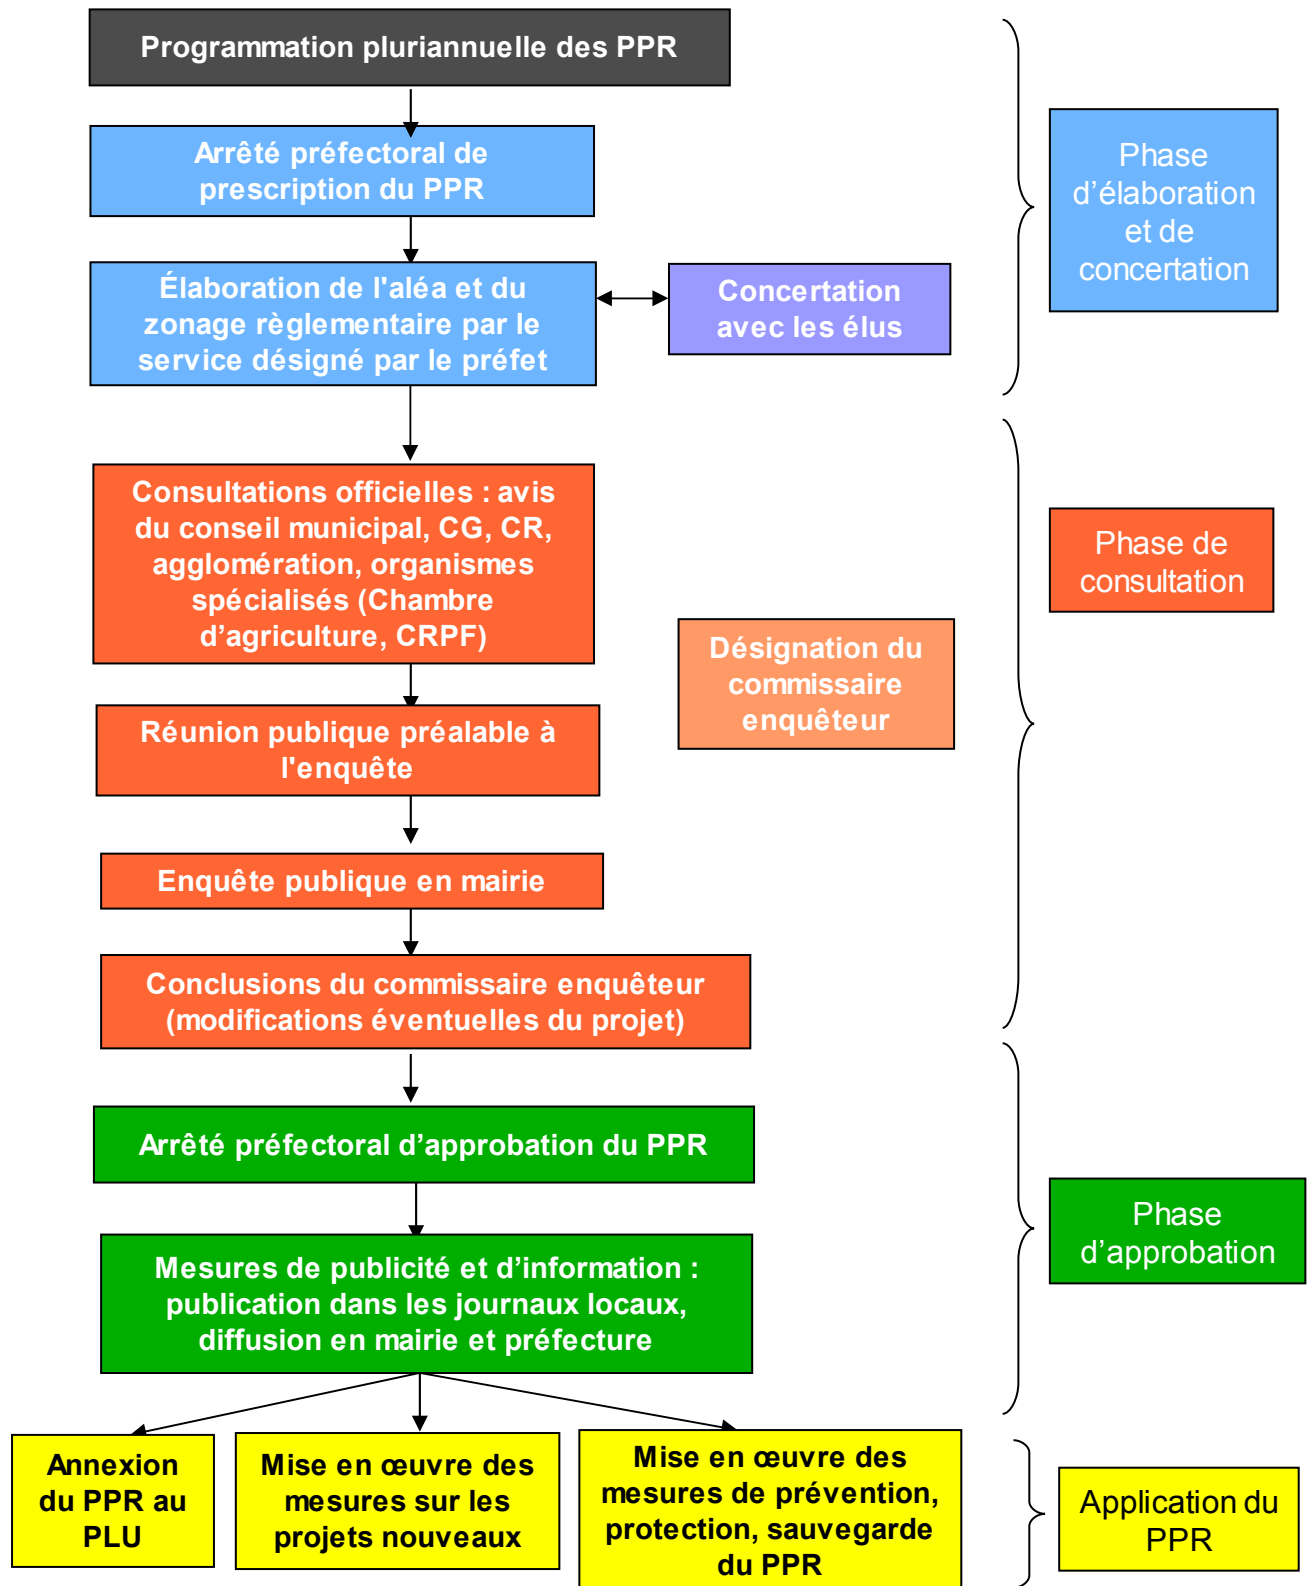 Programmation pluriannuelle des PPR
Arrêté préfectoral de
prescription du PPR
Élaboration de l'aléa et du
zonage règlementaire par le
service désigné par le préfet
Concertation
avec les élus
Phase
d’élaboration
et de
concertation
Consultations officielles : avis
du conseil municipal, CG, CR,
agglomération, organismes
spécialisés (Chambre
d’agriculture, CRPF)
Phase de
consultation
Désignation du
commissaire
enquêteur
Réunion publique préalable à
l'enquête
Enquête publique en mairie
Conclusions du commissaire enquêteur
(modifications éventuelles du projet)
Arrêté préfectoral d’approbation du PPR
Mesures de publicité et d’information :
publication dans les journaux locaux,
diffusion en mairie et préfecture
Phase
d’approbation
Annexion
du PPR au
PLU
Mise en œuvre des
mesures sur les
projets nouveaux
Mise en œuvre des
mesures de prévention,
protection, sauvegarde
du PPR
Application du
PPR